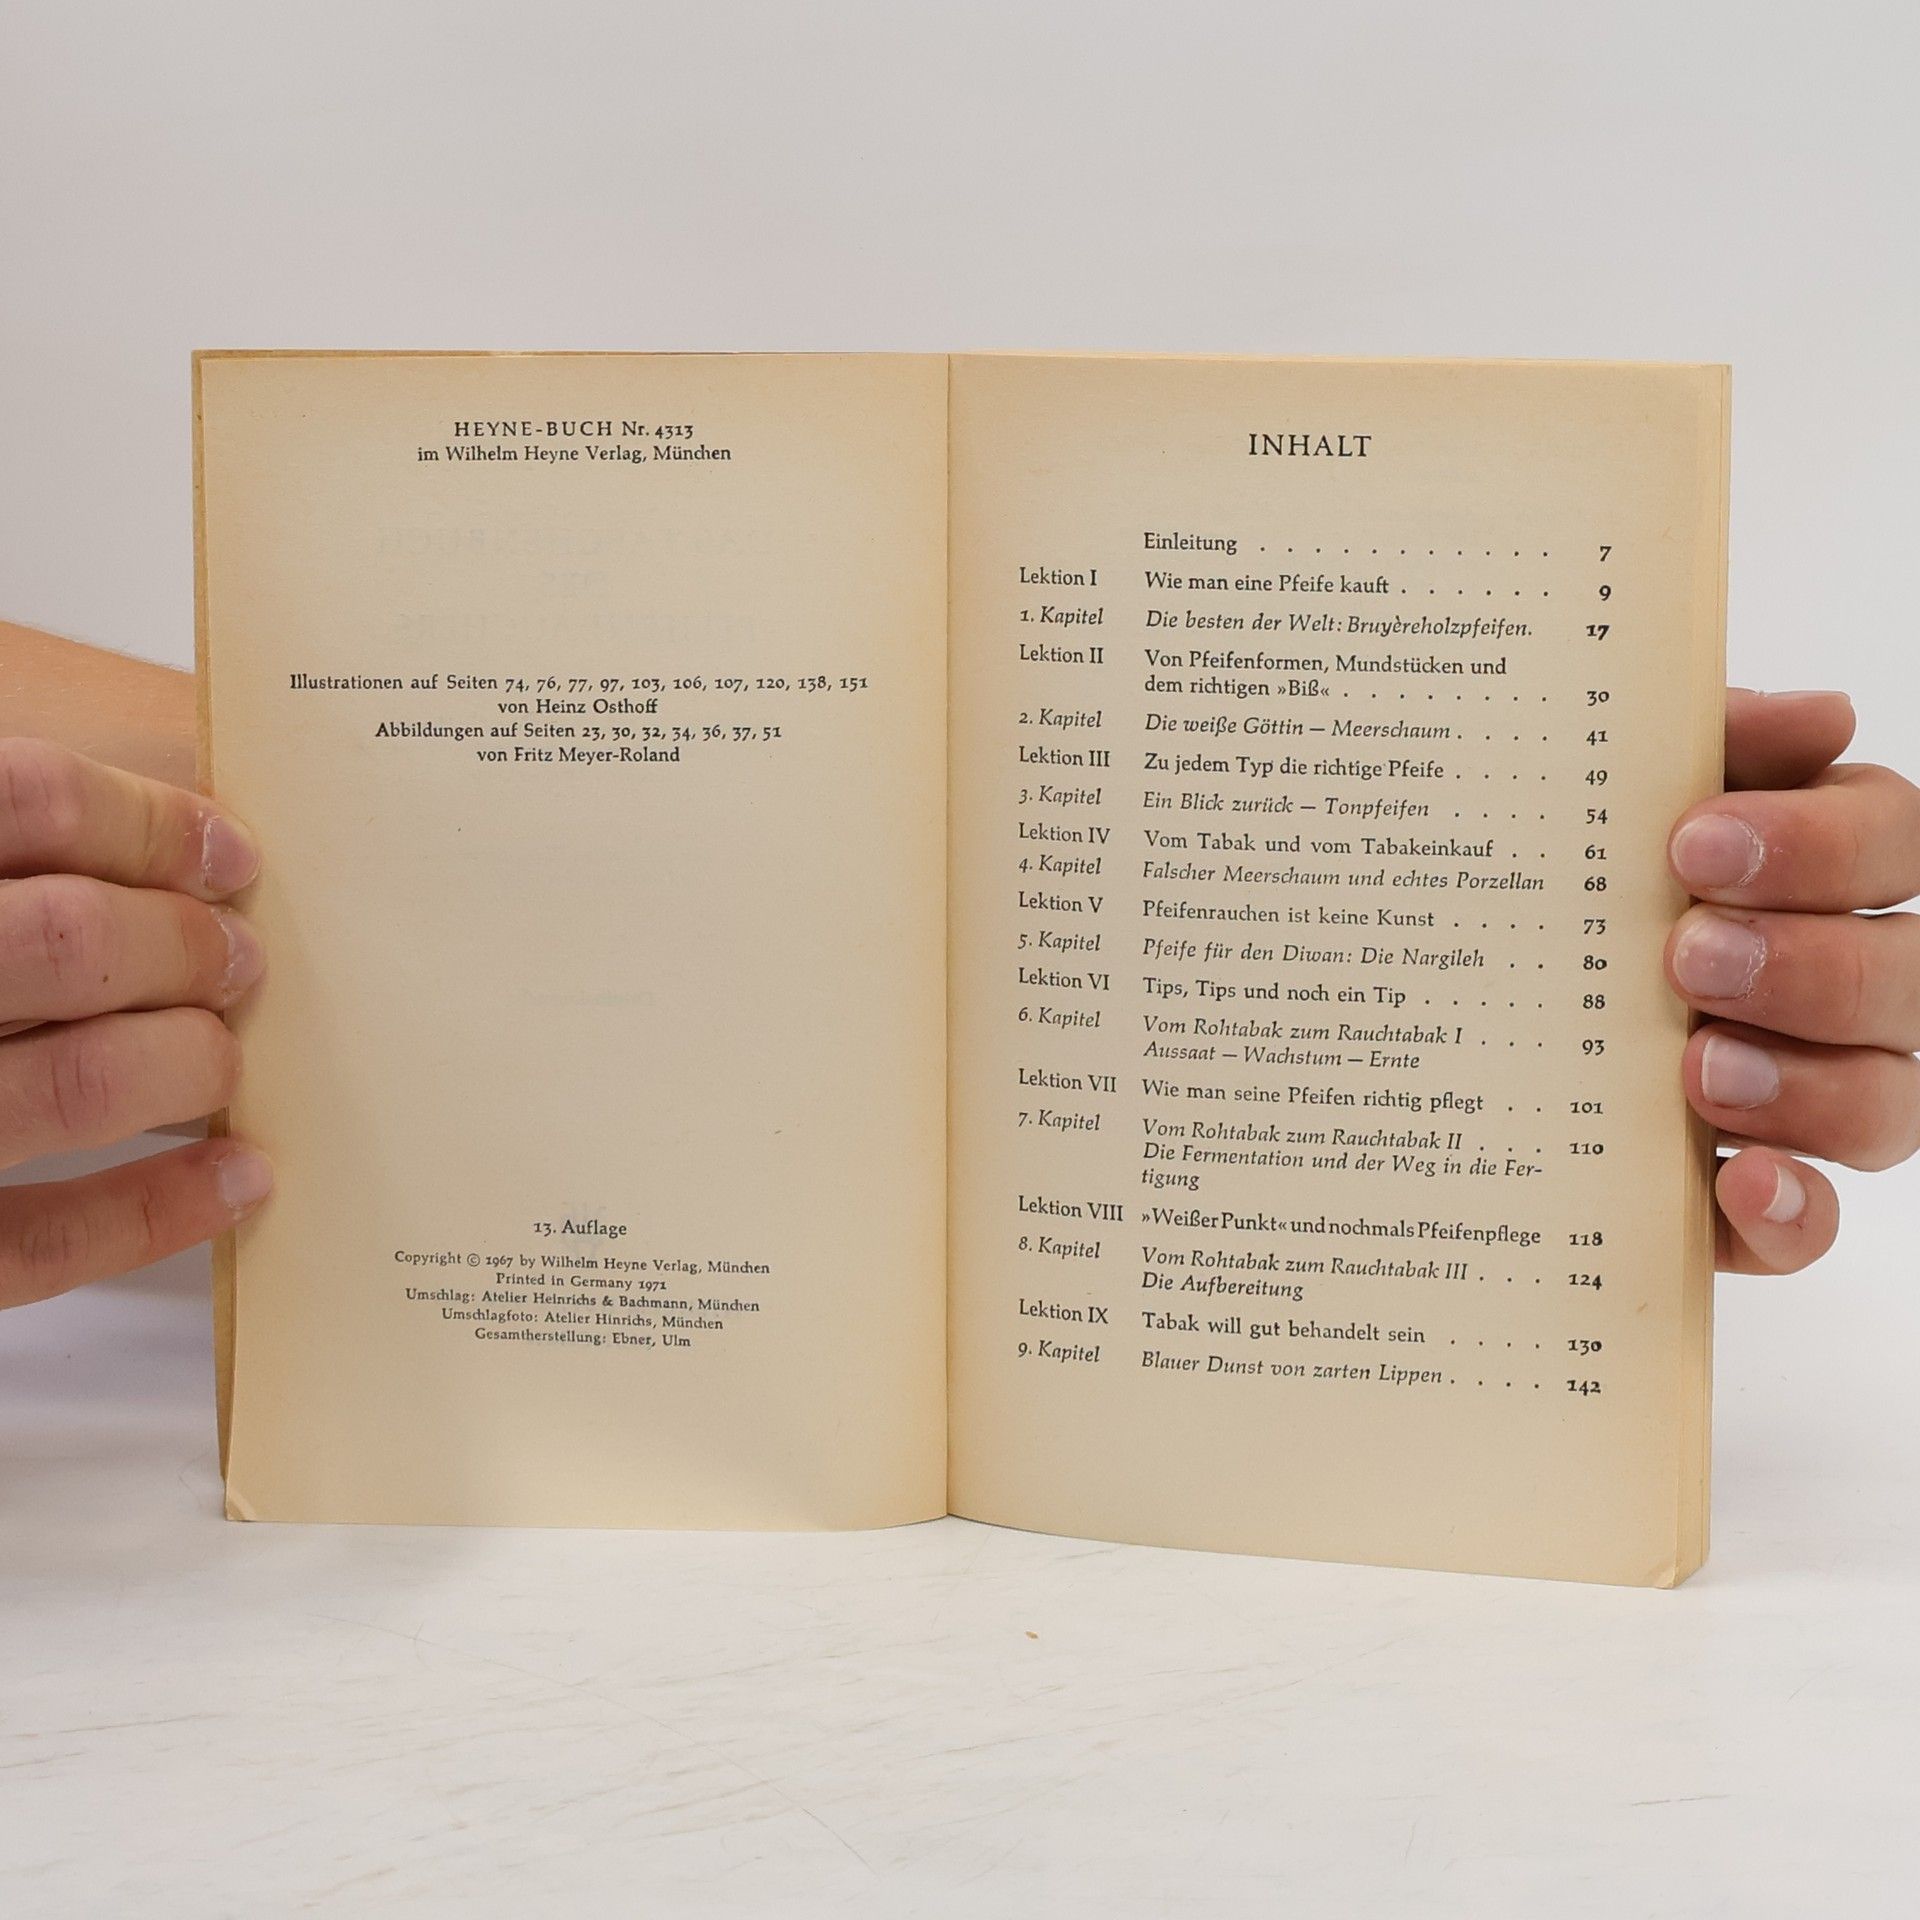 HEYNE-BUCH Nr. 4313
im Wilhelm Heyne Verlag, München
Illustrationen auf Seiten 74, 76, 77, 97, 103, 106, 107, 120, 138, 151
von Heinz Osthoff
Abbildungen auf Seiten 23, 30, 32, 34, 36, 37, 51
von Fritz Meyer-Roland
13. Auflage
Copyright © 1967 by Wilhelm Heyne Verlag, München
Printed in Germany 1971
Umschlag: Atelier Heinrichs & Bachmann, München
Umschlagfoto: Atelier Hinrichs, München
Gesamtherstellung: Ebner, Ulm
INHALT
Einleitung . . . . . . . . . . . 7
Lektion I Wie man eine Pfeife kauft . . . . . . 9
1. Kapitel Die besten der Welt: Bruyèreholzpfeifen. 17
Lektion II Von Pfeifenformen, Mundstücken und
dem richtigen »Biß« . . . . . . . . 30
2. Kapitel Die weiße Göttin — Meerschaum . . . . 41
Lektion III Zu jedem Typ die richtige Pfeife . . . . 49
3. Kapitel Ein Blick zurück — Tonpfeifen . . . . 54
Lektion IV Vom Tabak und vom Tabakeinkauf . . 61
4. Kapitel Falscher Meerschaum und echtes Porzellan 68
Lektion V Pfeifenrauchen ist keine Kunst . . . . 73
5. Kapitel Pfeife für den Diwan: Die Nargileh . . 80
Lektion VI Tips, Tips und noch ein Tip . . . . . 88
6. Kapitel Vom Rohtabak zum Rauchtabak I . . . 93
Aussaat — Wachstum — Ernte
Lektion VII Wie man seine Pfeifen richtig pflegt . . 101
7. Kapitel Vom Rohtabak zum Rauchtabak II . . . 110
Die Fermentation und der Weg in die Fer-
tigung
Lektion VIII »Weißer Punkt« und nochmals Pfeifenpflege 118
8. Kapitel Vom Rohtabak zum Rauchtabak III . . . 124
Die Aufbereitung
Lektion IX Tabak will gut behandelt sein . . . . 130
9. Kapitel Blauer Dunst von zarten Lippen . . . . 142